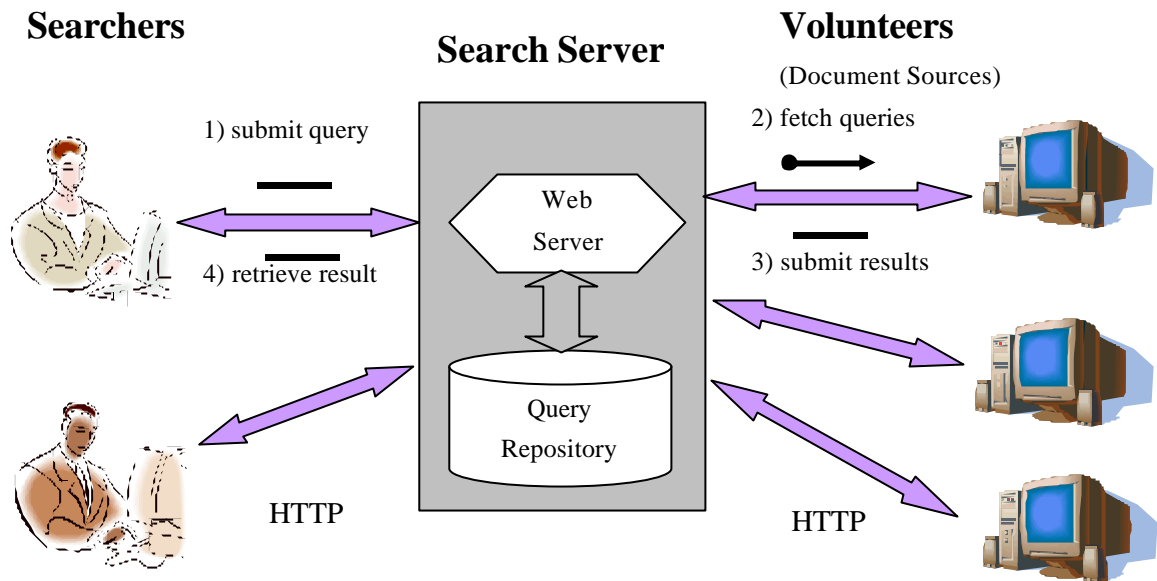 Searchers
Search Server
Volunteers
(Document Sources)
1) submit query
2) fetch queries
Web
Server
4) retrieve result
3) submit results
Query
Repository
HTTP
HTTP